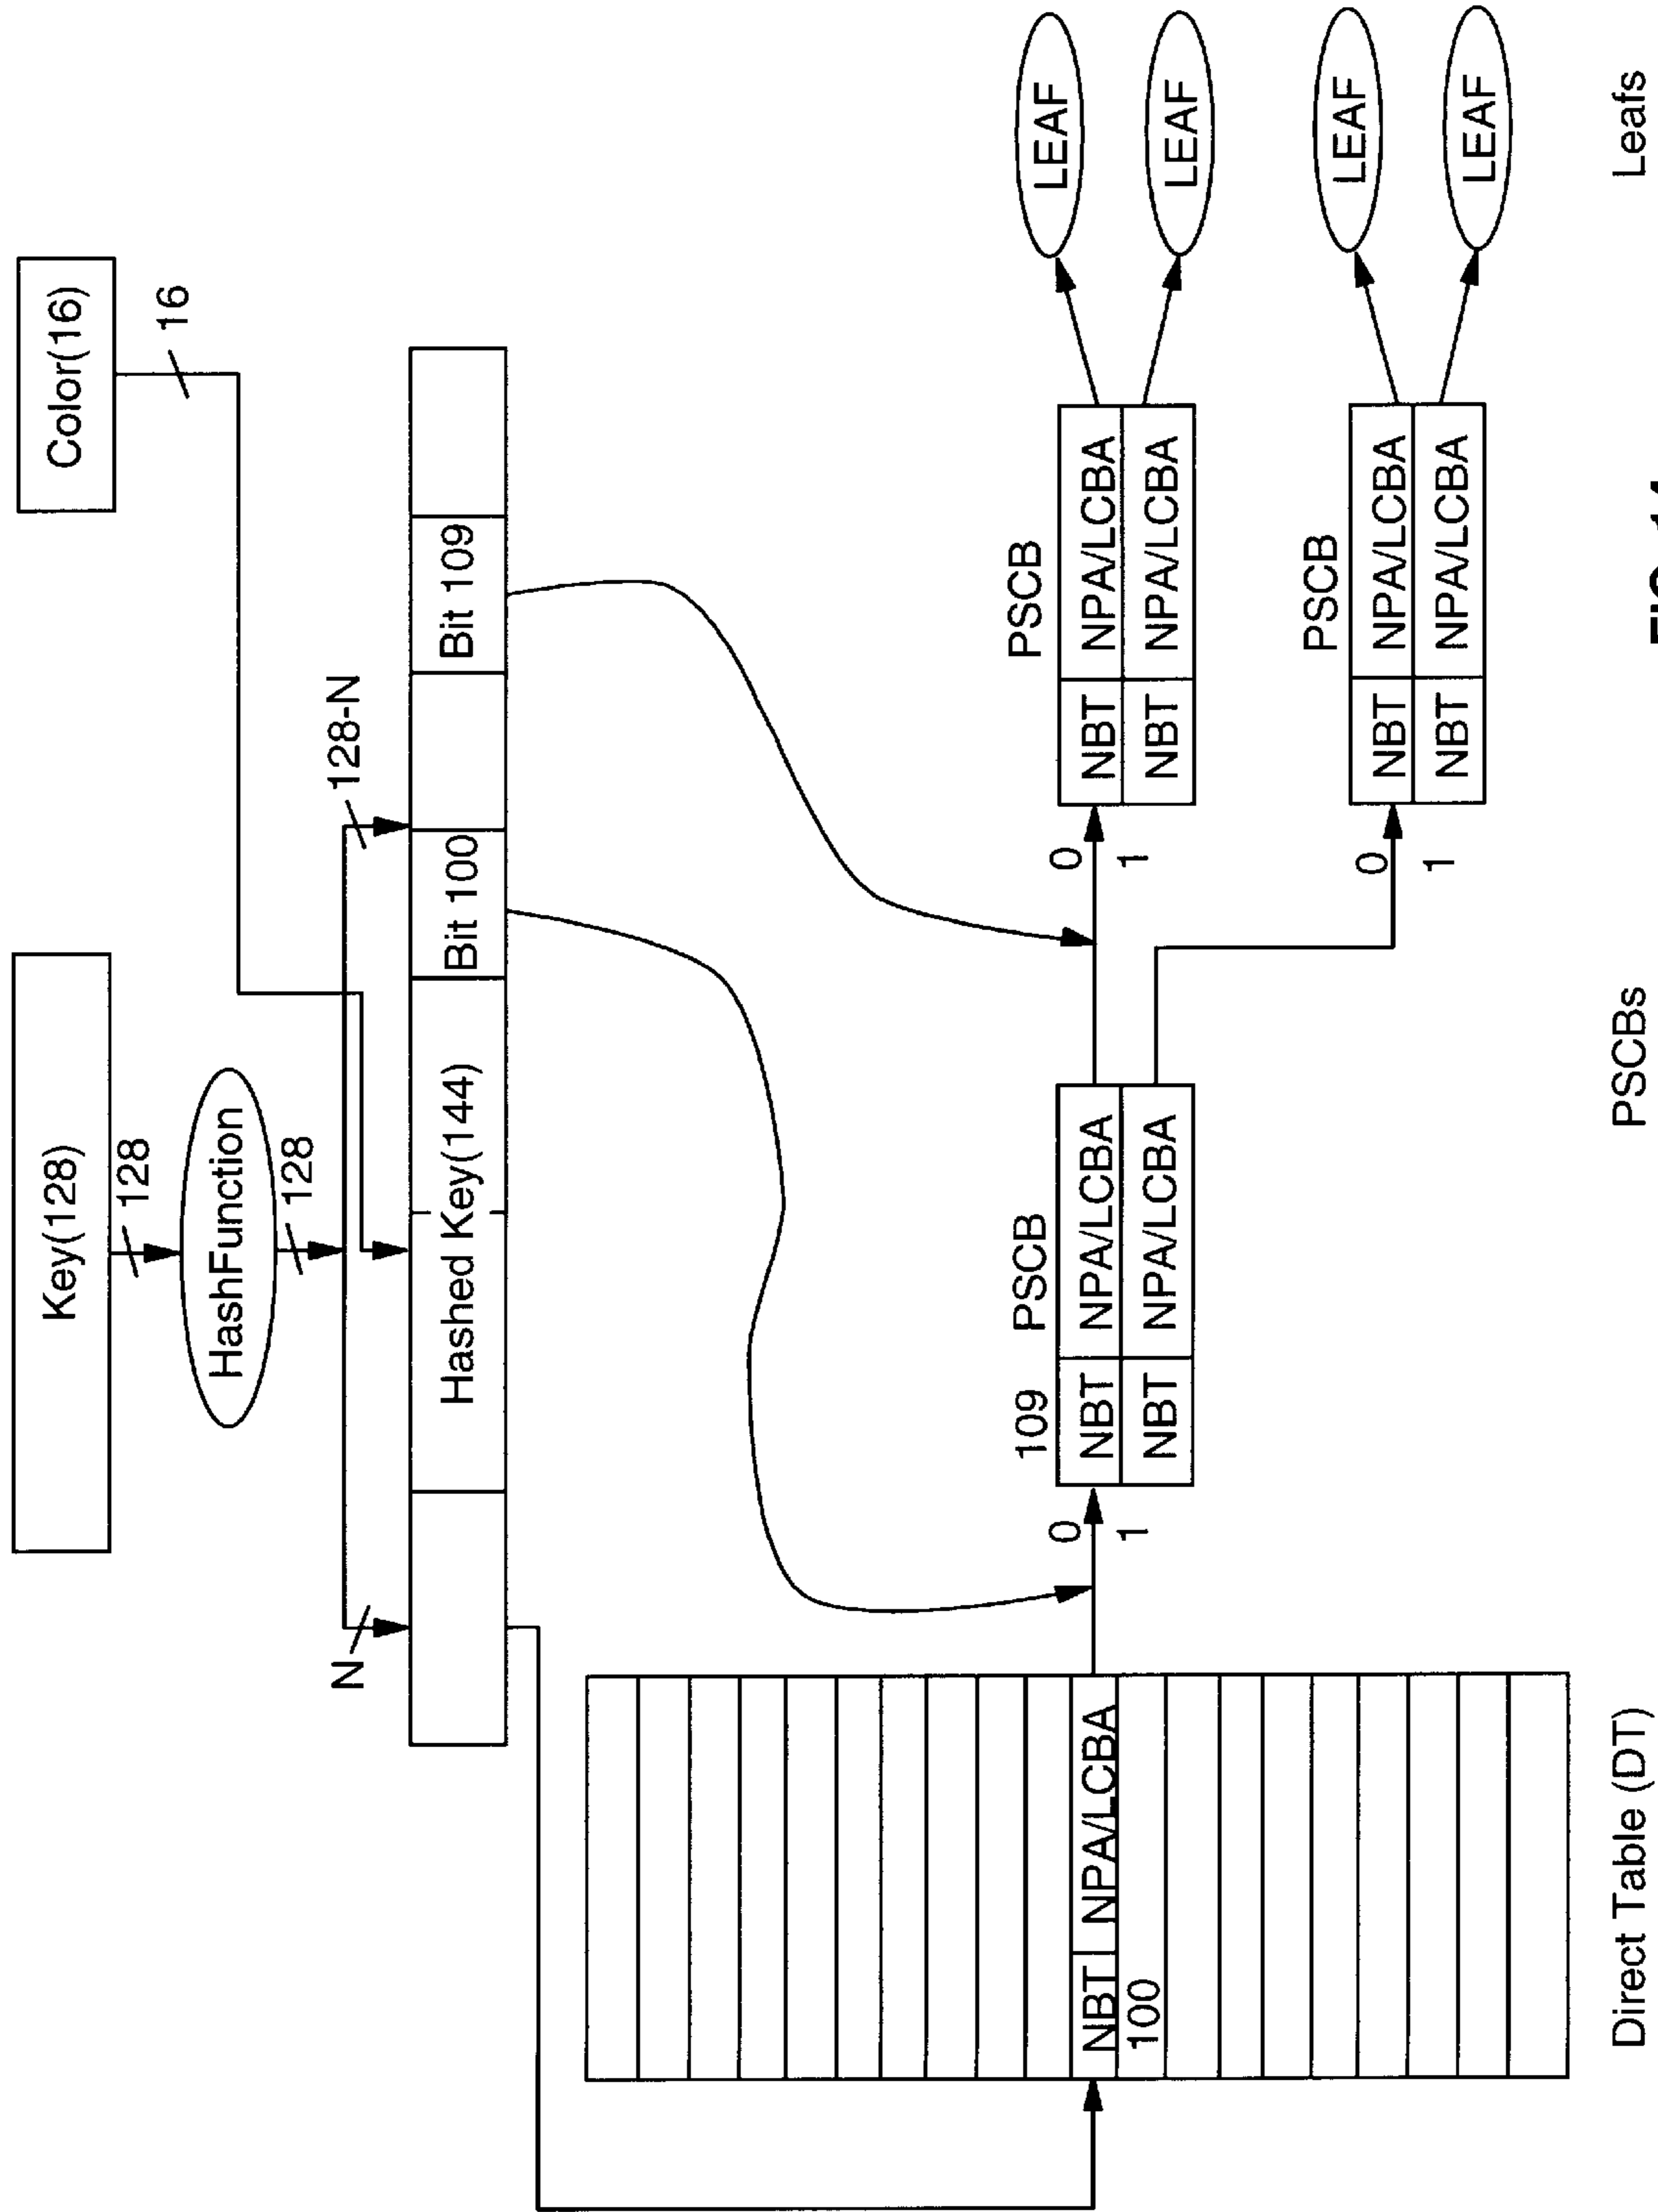 Key(128)
Color(16)
128
16
HashFunction
128
N
128-N
Hashed Key(144)
Bit 100
Bit 109
NBT NPA/LCBA
100
0
1
109 PSCB
NBT NPA/LCBA
NBT NPA/LCBA
0
1
PSCB
NBT NPA/LCBA
NBT NPA/LCBA
LEAF
LEAF
0
1
PSCB
NBT NPA/LCBA
NBT NPA/LCBA
LEAF
LEAF
Direct Table (DT)
PSCBs
Leafs